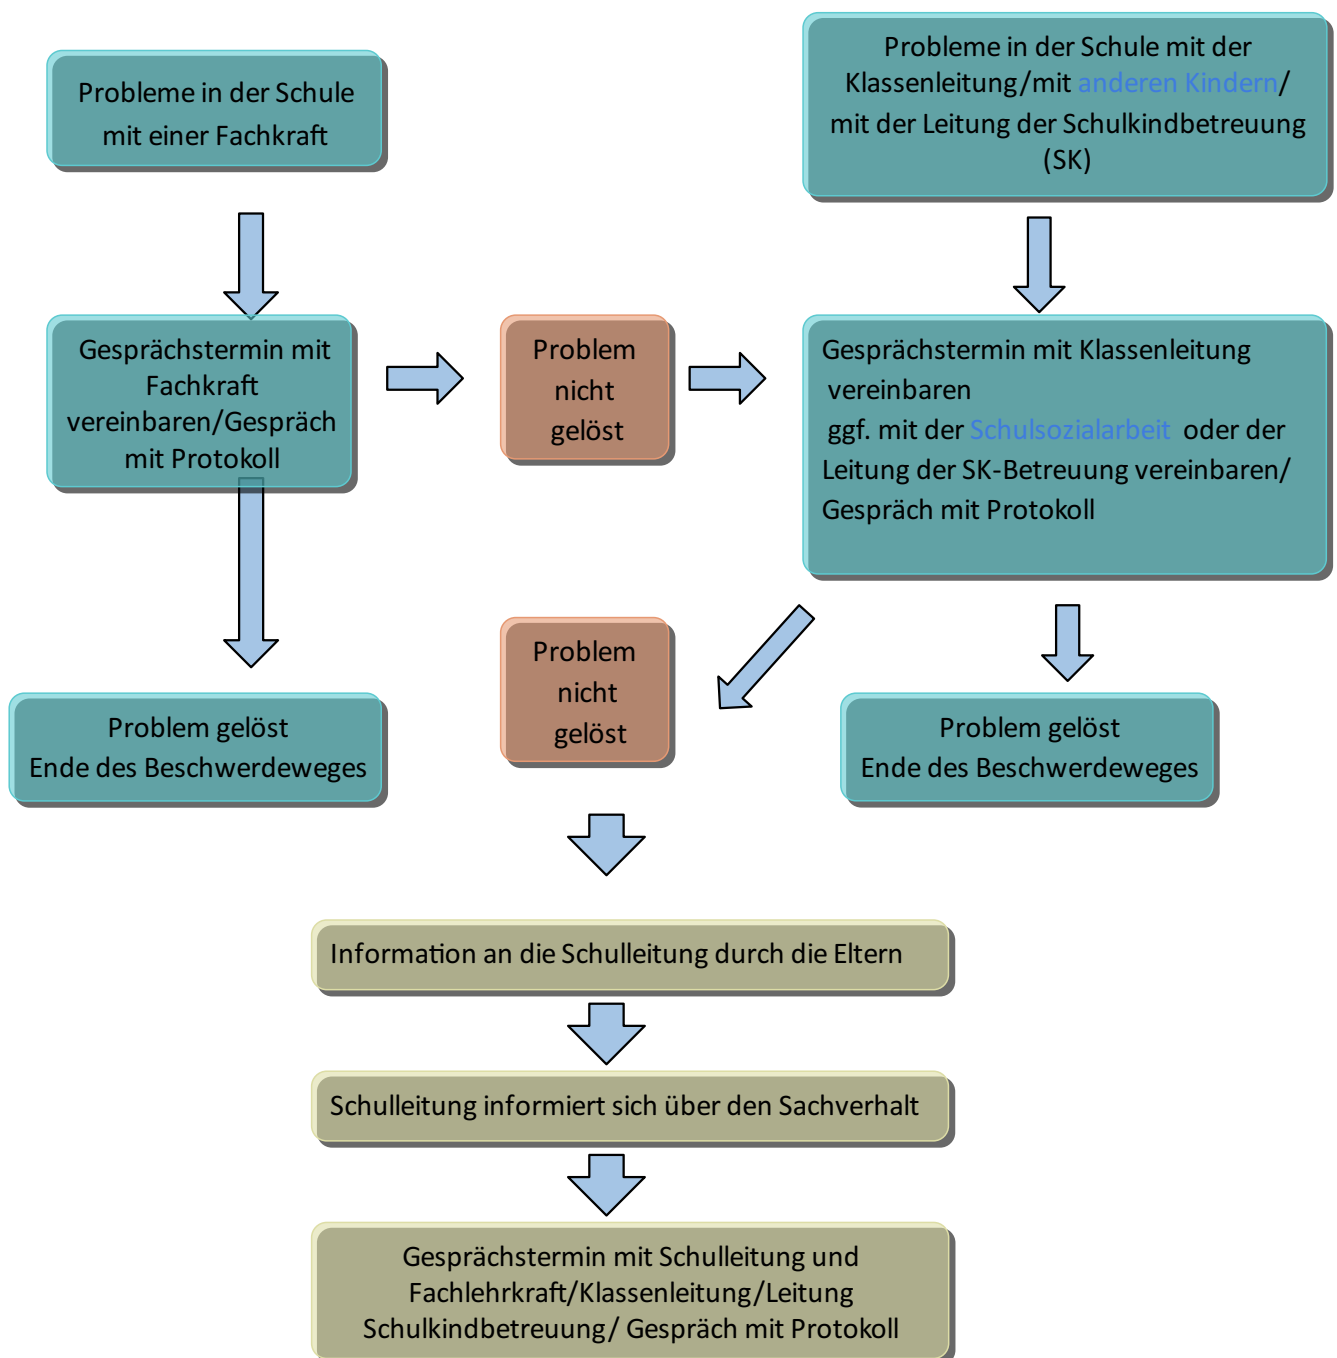 Probleme in der Schule
mit einer Fachkraft
Probleme in der Schule mit der
Klassenleitung/mit anderen Kindern/
mit der Leitung der Schulkindbetreuung
(SK)
Gesprächstermin mit
Fachkraft
vereinbaren/Gespräch
mit Protokoll
Problem
nicht
gelöst
Gesprächstermin mit Klassenleitung
vereinbaren
ggf. mit der Schulsozialarbeit oder der
Leitung der SK-Betreuung vereinbaren/
Gespräch mit Protokoll
Problem
nicht
gelöst
Problem gelöst
Ende des Beschwerdeweges
Problem gelöst
Ende des Beschwerdeweges
Information an die Schulleitung durch die Eltern
Schulleitung informiert sich über den Sachverhalt
Gesprächstermin mit Schulleitung und
Fachlehrkraft/Klassenleitung/Leitung
Schulkindbetreuung/ Gespräch mit Protokoll